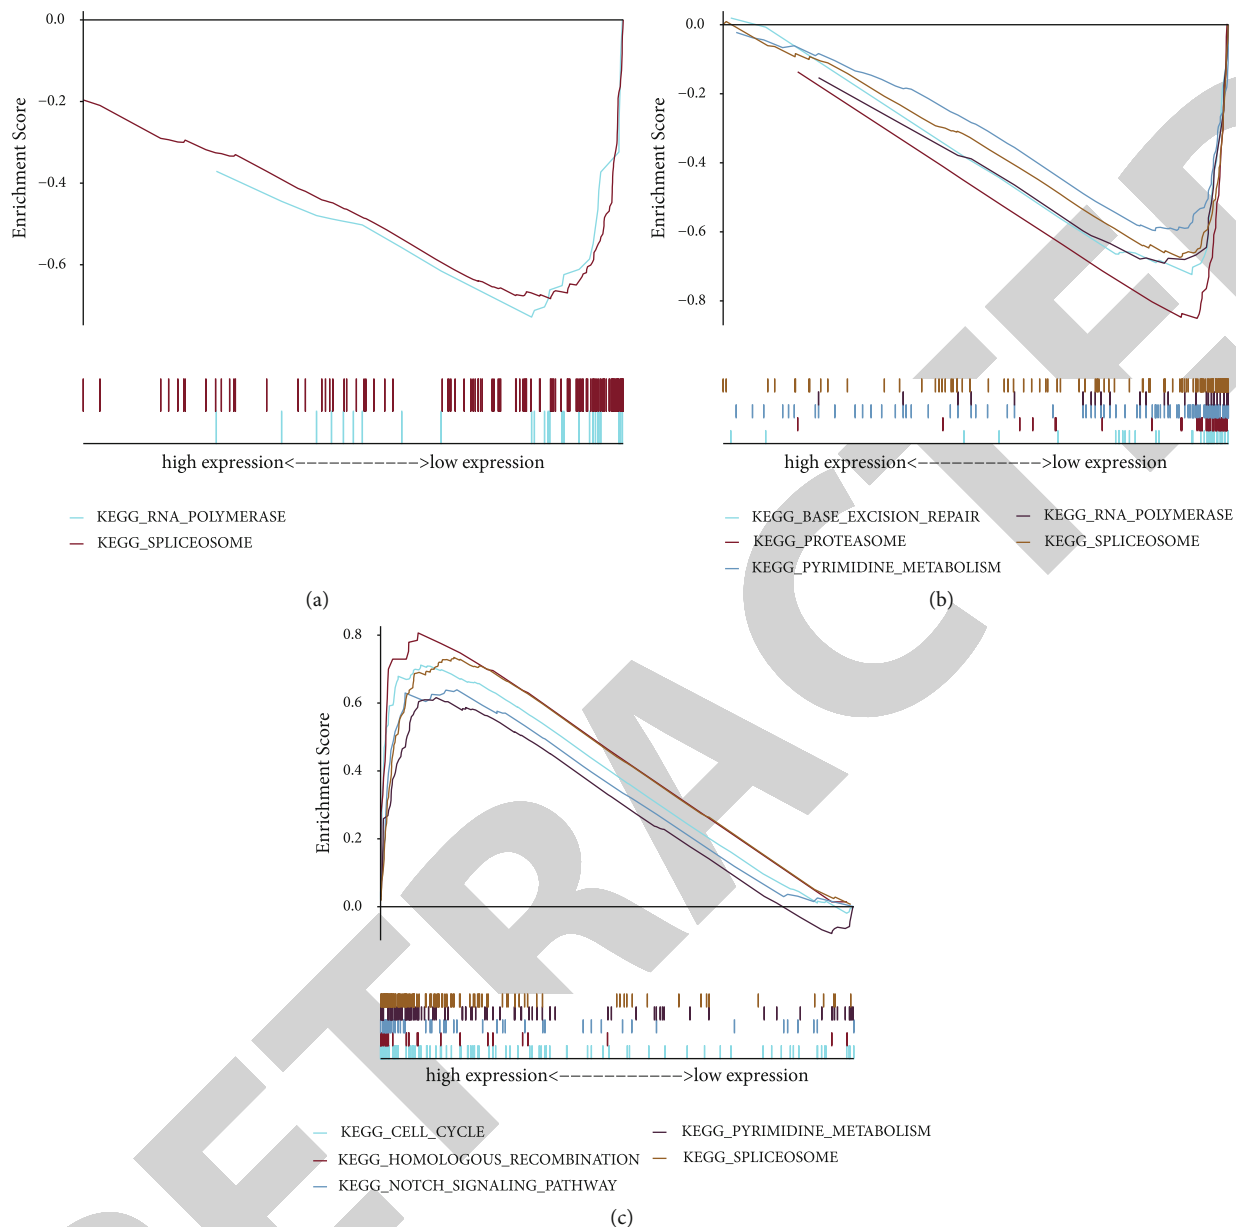 0.0
−0.2
−0.4
−0.6
Enrichment Score
high expression<−−−−−−−−−−−>low expression
KEGG_RNA_POLYMERASE
KEGG_SPLICEOSOME
(a)
0.0
−0.2
−0.4
−0.6
−0.8
Enrichment Score
high expression<−−−−−−−−−−−>low expression
KEGG_BASE_EXCISION_REPAIR
KEGG_PROTEASOME
KEGG_PYRIMIDINE_METABOLISM
KEGG_RNA_POLYMERASE
KEGG_SPLICEOSOME
(b)
0.8
0.6
0.4
0.2
0.0
Enrichment Score
high expression<−−−−−−−−−−−>low expression
KEGG_CELL_CYCLE
KEGG_HOMOLOGOUS_RECOMBINATION
KEGG_NOTCH_SIGNALING_PATHWAY
KEGG_PYRIMIDINE_METABOLISM
KEGG_SPLICEOSOME
(c)
RETRACTED